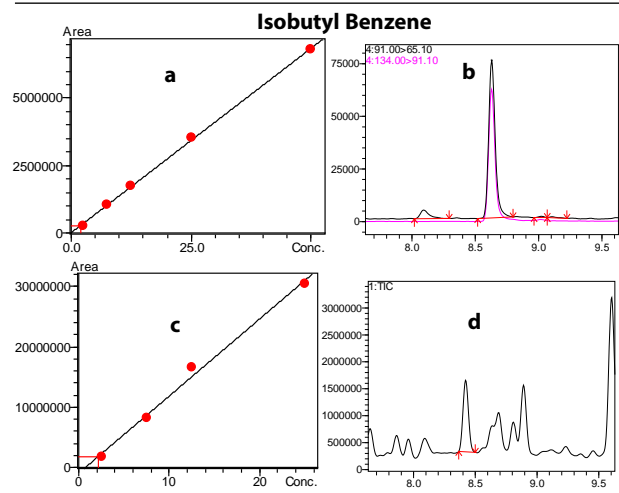 Isobutyl Benzene
Area
a
5000000
2500000
0
0.0 25.0 Conc.
4:91.00>65.10
4:134.00>91.10
b
75000
50000
25000
0
8.0 8.5 9.0 9.5
Area
c
30000000
20000000
10000000
0
0 10 20 Conc.
1:TIC
d
3000000
2500000
2000000
1500000
1000000
500000
0
8.0 8.5 9.0 9.5